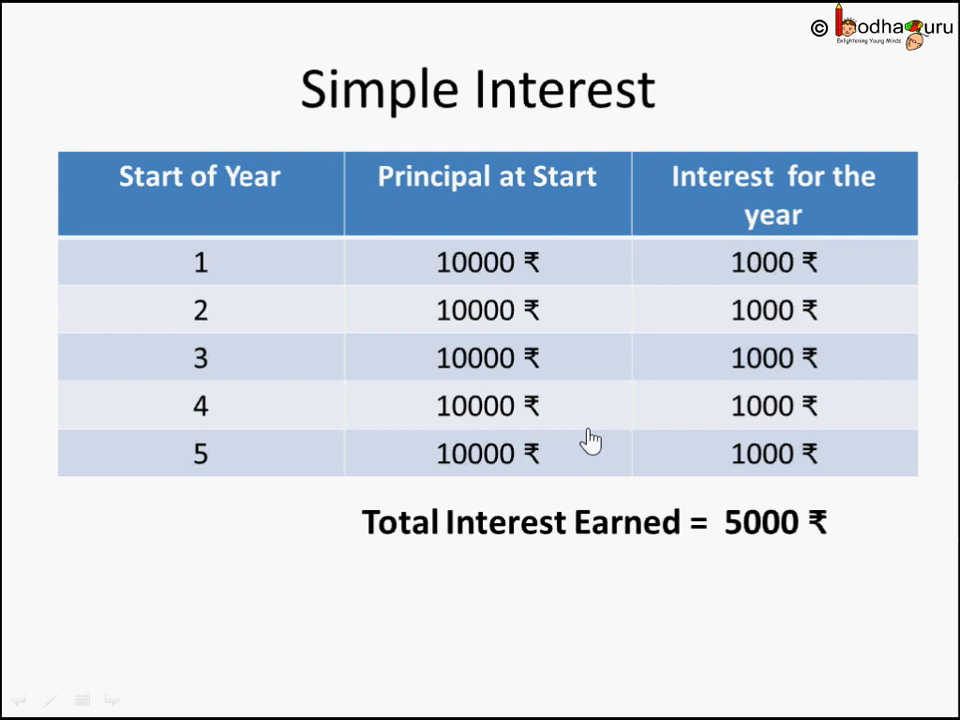 © BodhaGuru
Enlightening Young Minds
Simple Interest
Start of Year Principal at Start Interest for the
year
1 10000 ₹ 1000 ₹
2 10000 ₹ 1000 ₹
3 10000 ₹ 1000 ₹
4 10000 ₹ 1000 ₹
5 10000 ₹ 1000 ₹
Total Interest Earned = 5000 ₹